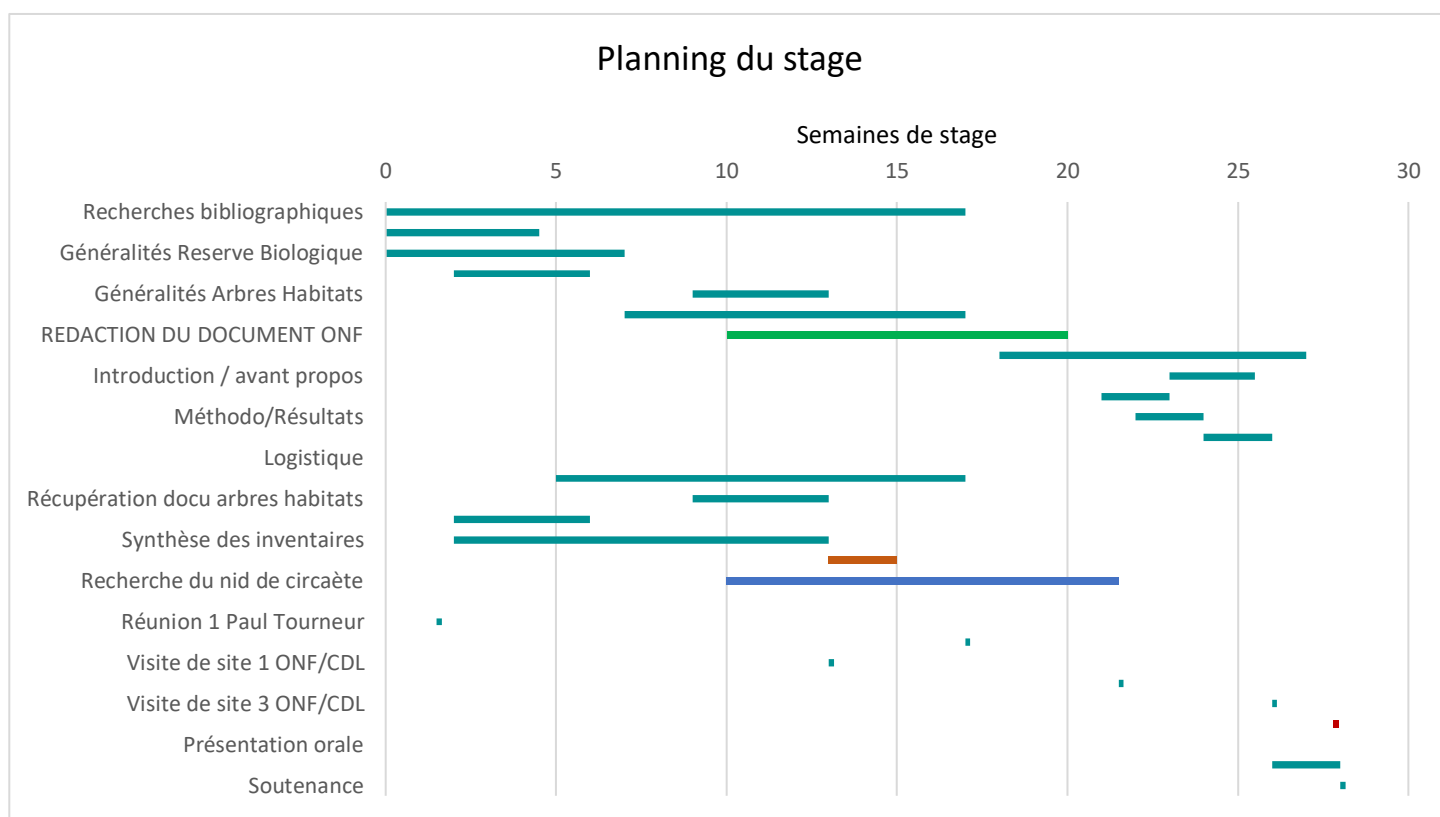 Planning du stage
Semaines de stage
0 5 10 15 20 25 30
Recherches bibliographiques
Généralités Reserve Biologique
Généralités Arbres Habitats
REDACTION DU DOCUMENT ONF
Introduction / avant propos
Méthodo/Résultats
Logistique
Récupération docu arbres habitats
Synthèse des inventaires
Recherche du nid de circaète
Réunion 1 Paul Tourneur
Visite de site 1 ONF/CDL
Visite de site 3 ONF/CDL
Présentation orale
Soutenance